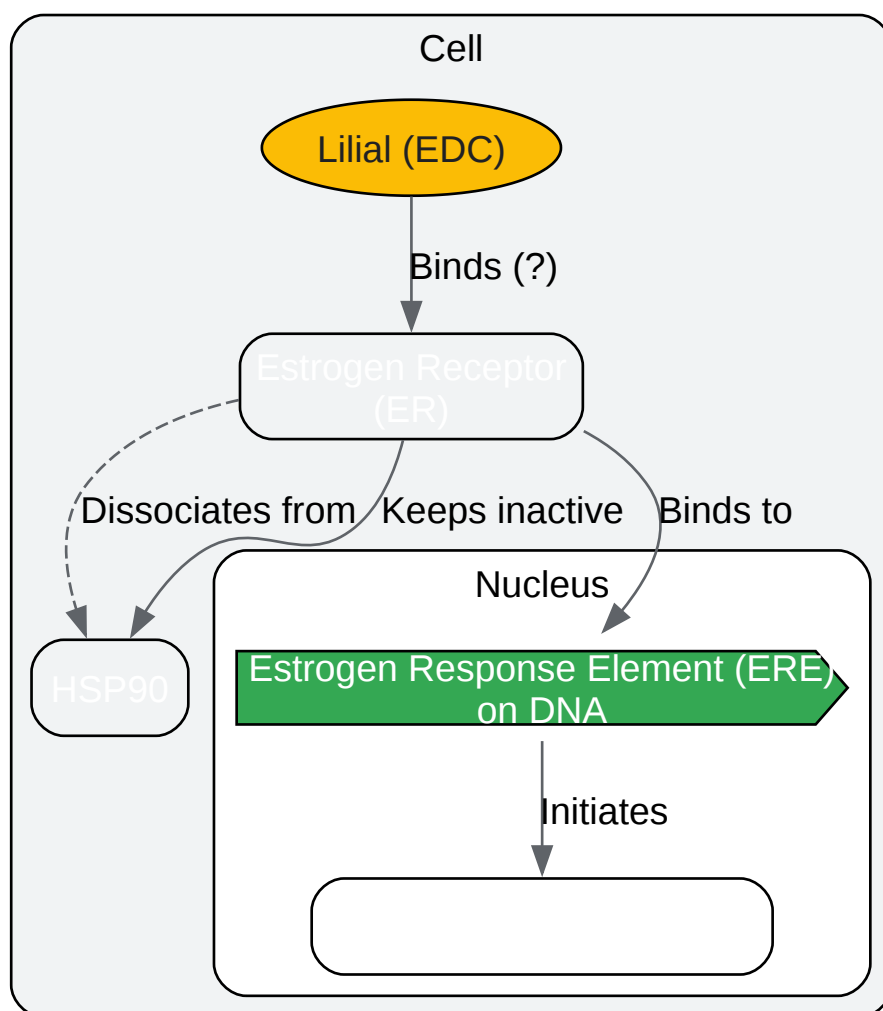 Cell
Lilial (EDC)
Binds (?)
Estrogen Receptor
(ER)
Dissociates from
Keeps inactive
Binds to
Nucleus
HSP90
Estrogen Response Element (ERE)
on DNA
Initiates